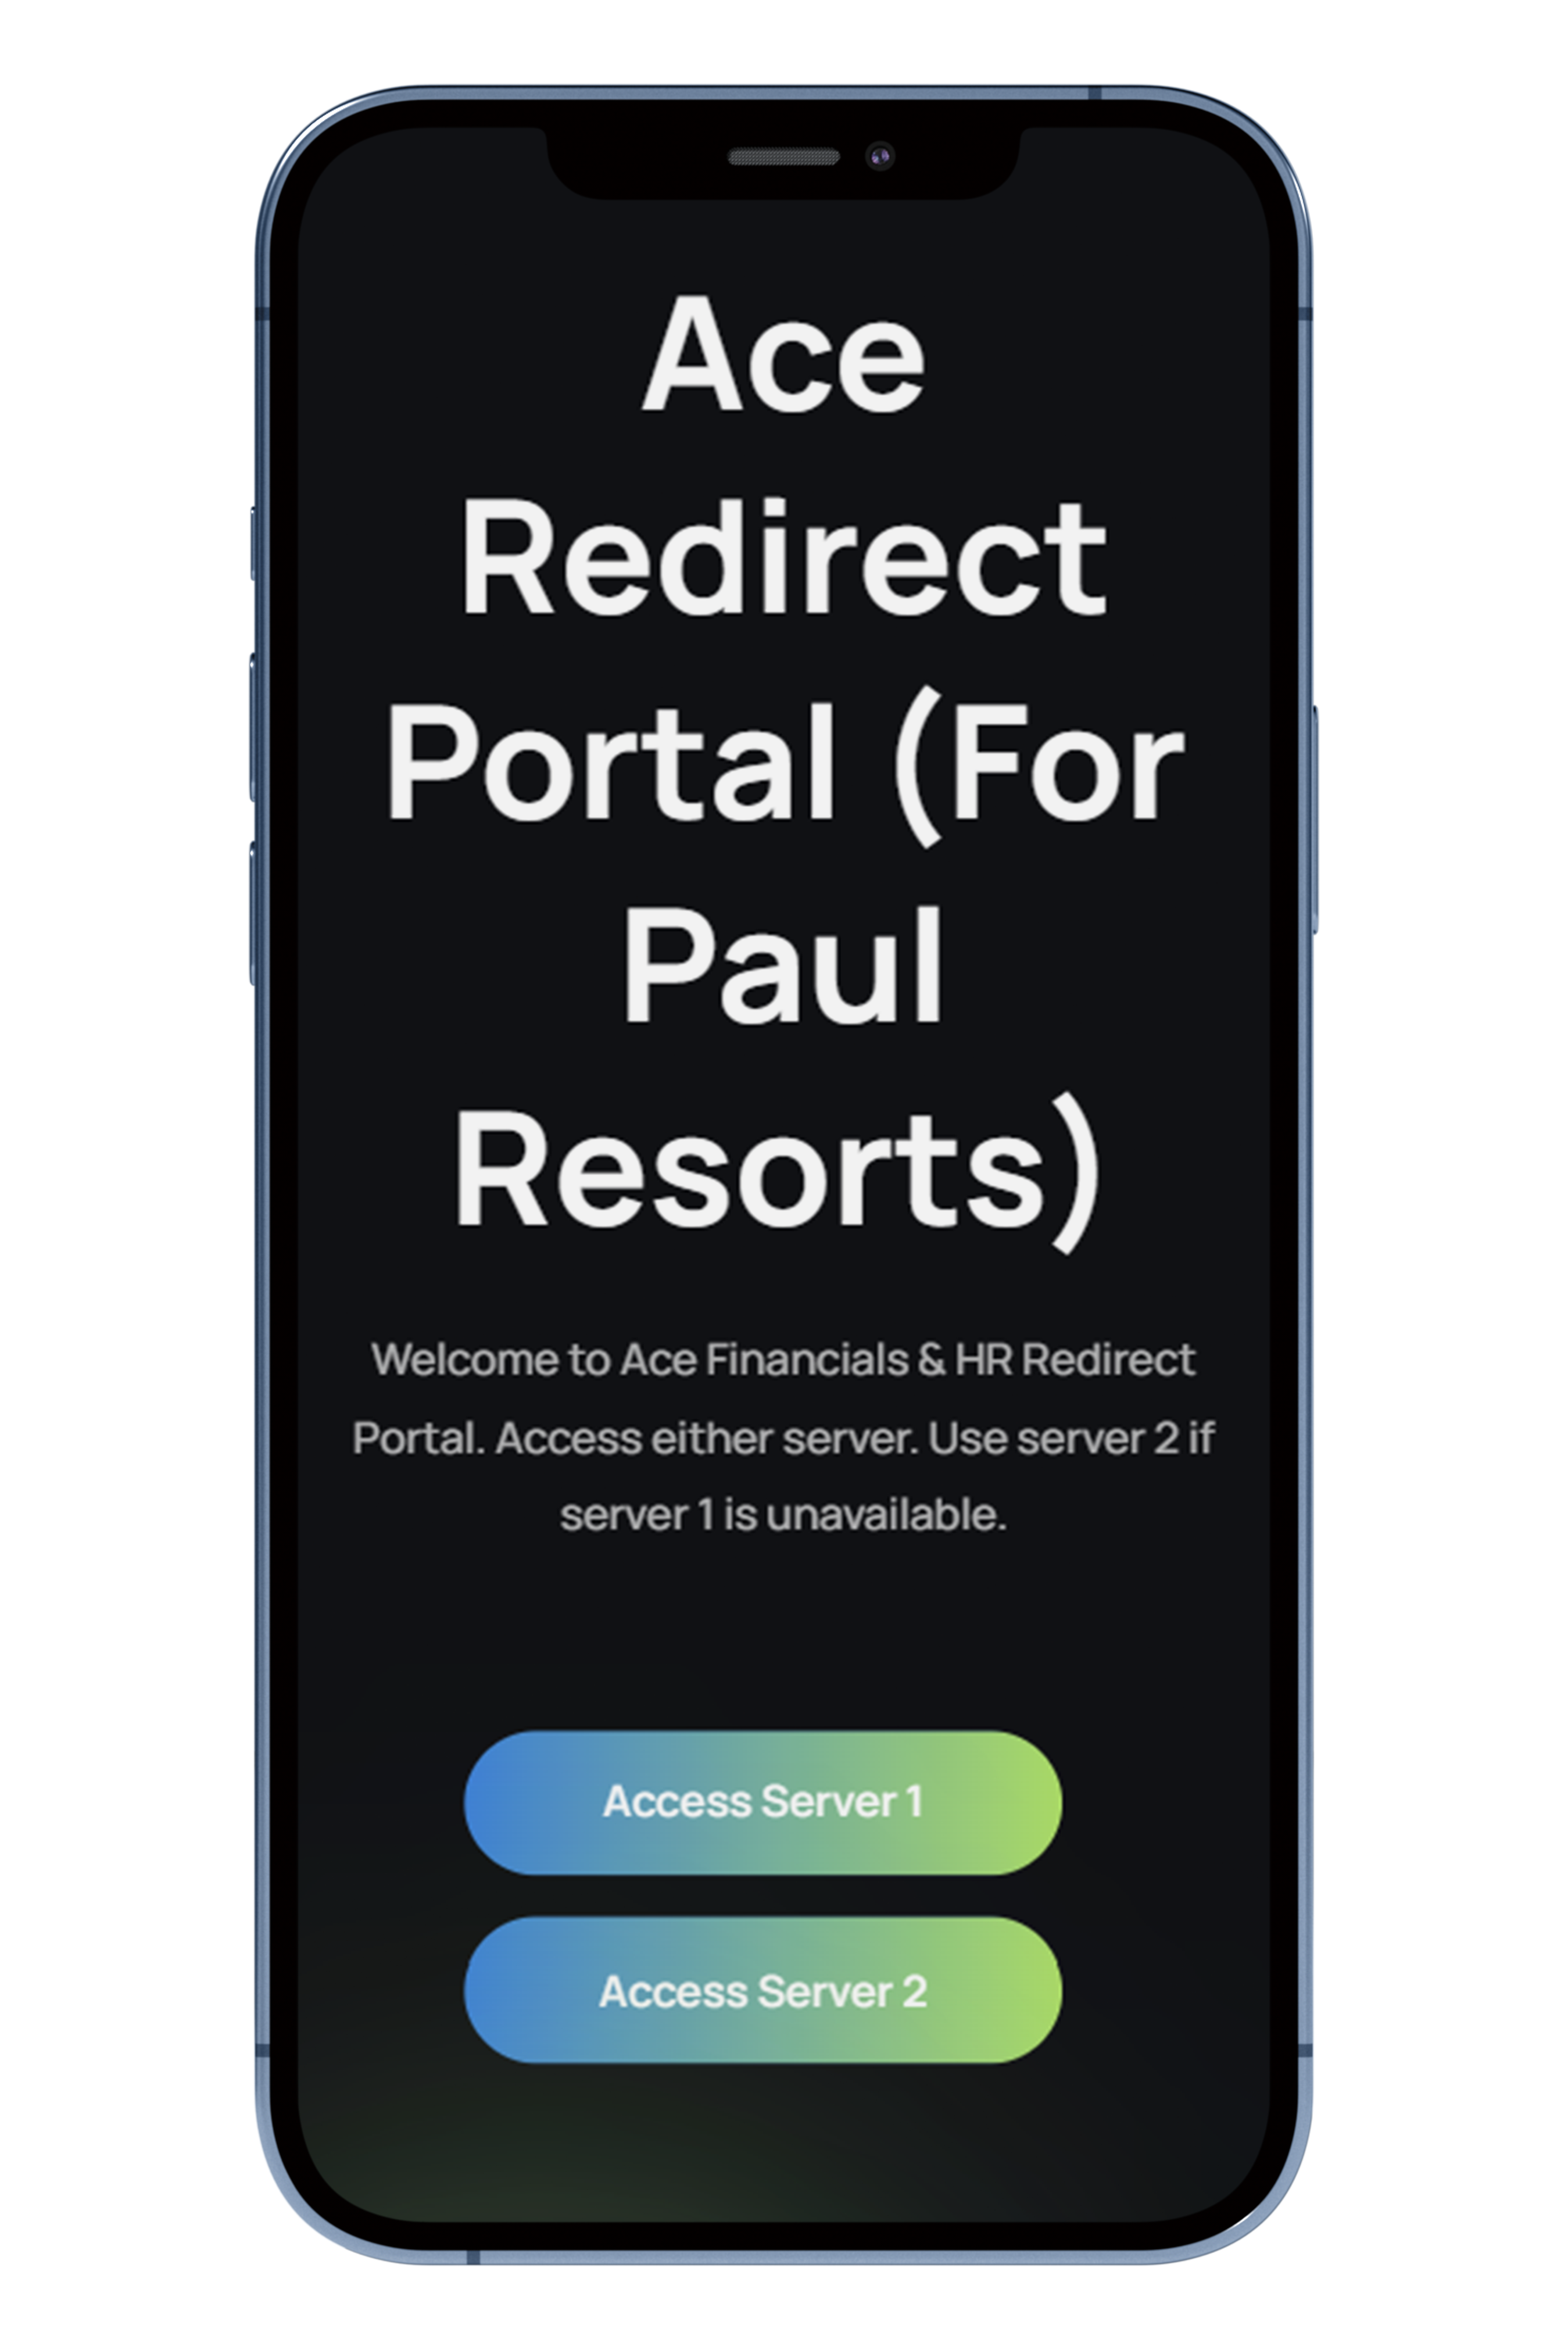 Ace
Redirect
Portal (For
Paul
Resorts)
Welcome to Ace Financials & HR Redirect
Portal. Access either server. Use server 2 if
server 1 is unavailable.
Access Server 1
Access Server 2